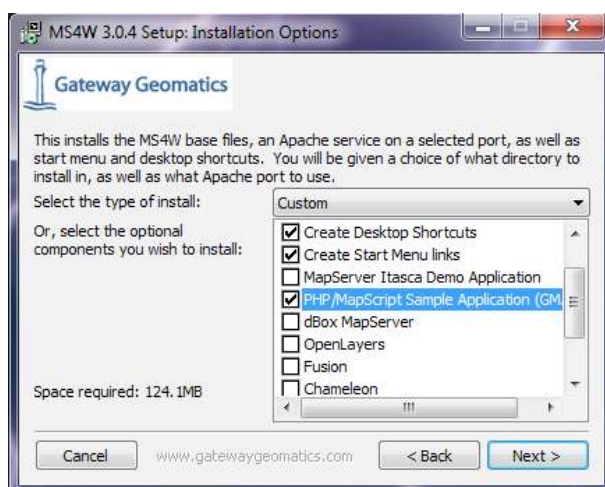 MS4W 3.0.4 Setup: Installation Options
Gateway Geomatics
This installs the MS4W base files, an Apache service on a selected port, as well as
start menu and desktop shortcuts. You will be given a choice of what directory to
install in, as well as what Apache port to use.
Select the type of install:
Custom
Or, select the optional
components you wish to install:
Create Desktop Shortcuts
Create Start Menu links
MapServer Itasca Demo Application
PHP/MapScript Sample Application (GM
dBox MapServer
OpenLayers
Fusion
Chameleon
Space required: 124.1MB
Cancel
www.gatewaygeomatics.com
< Back
Next >